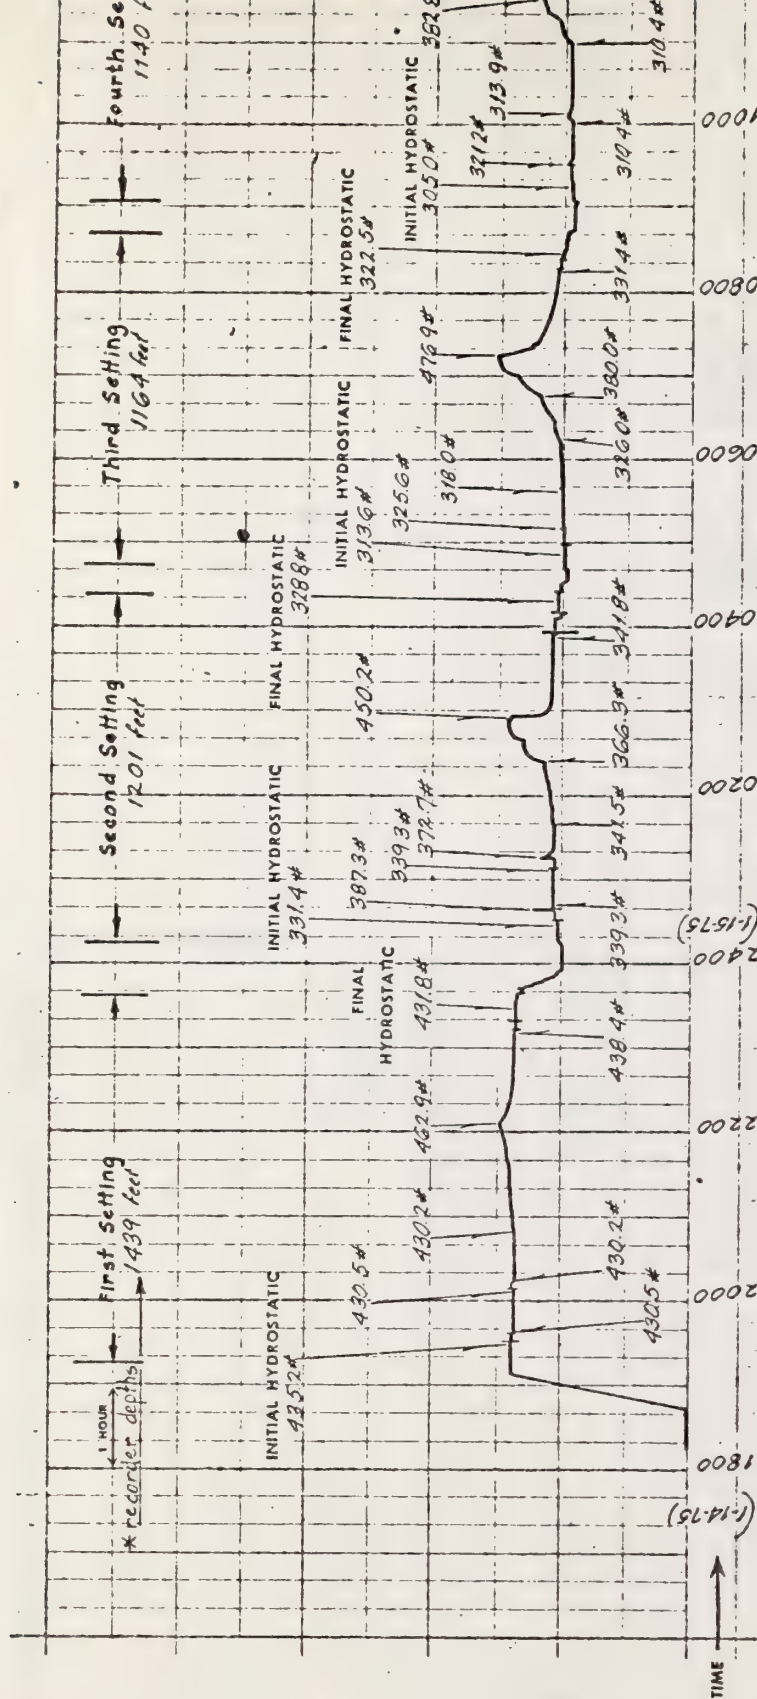 * recorder depths
1 HOUR
First Setting
1439 feet
Second Setting
1201 feet
Third Setting
1164 feet
Fourth Se
1140 f
INITIAL HYDROSTATIC
435.2#
430.5#
430.2#
462.9#
FINAL
HYDROSTATIC
431.8#
INITIAL HYDROSTATIC
331.4#
387.3#
339.3#
372.7#
450.2#
FINAL HYDROSTATIC
328.8#
INITIAL HYDROSTATIC
313.6#
325.6#
318.0#
476.9#
FINAL HYDROSTATIC
322.5#
INITIAL HYDROSTATIC
305.0#
321.2#
313.9#
382.8
430.5#
430.2#
438.4#
339.3#
341.5#
366.3#
341.8#
326.0#
380.0#
331.4#
310.4#
310.4#
TIME
(1-14-75)
1800
2000
2200
2400
(1-15-75)
0200
0400
0600
0800
1000